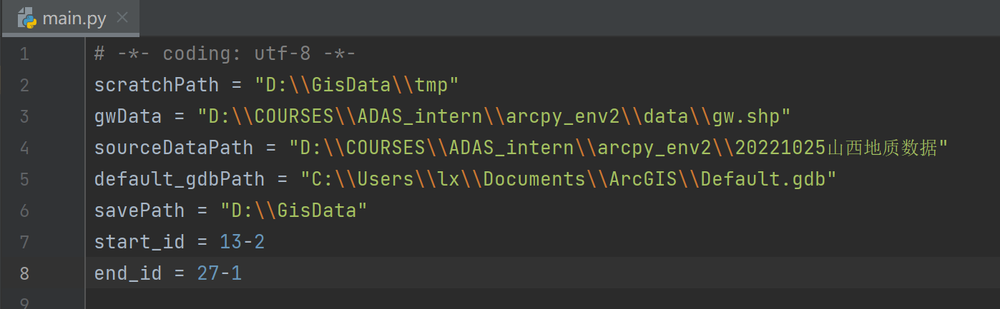 main.py
1 # -*- coding: utf-8 -*-
2 scratchPath = "D:\\GisData\\tmp"
3 gwData = "D:\\COURSES\\ADAS_intern\\arcpy_env2\\data\\gw.shp"
4 sourceDataPath = "D:\\COURSES\\ADAS_intern\\arcpy_env2\\20221025山西地质数据"
5 default_gdbPath = "C:\\Users\\lx\\Documents\\ArcGIS\\Default.gdb"
6 savePath = "D:\\GisData"
7 start_id = 13-2
8 end_id = 27-1
9